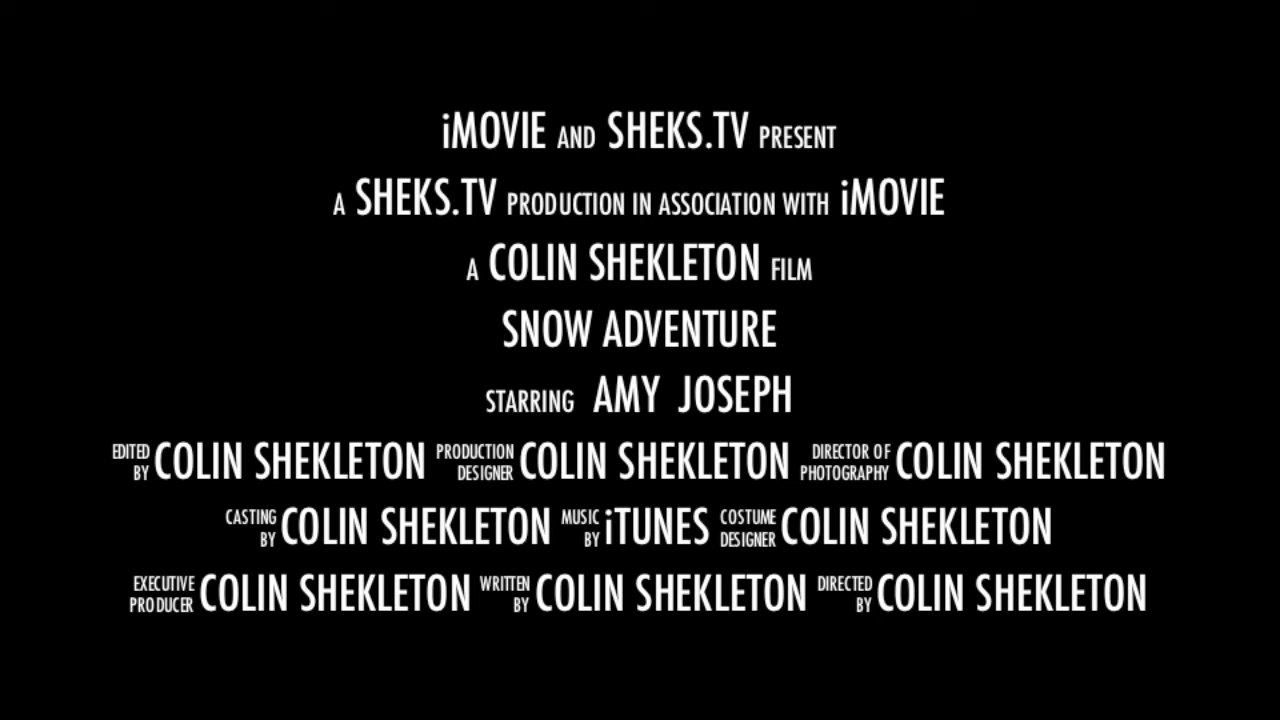 iMOVIE AND SHEKS.TV PRESENT
A SHEKS.TV PRODUCTION IN ASSOCIATION WITH iMOVIE
A COLIN SHEKLETON FILM
SNOW ADVENTURE
STARRING AMY JOSEPH
EDITED BY COLIN SHEKLETON PRODUCTION DESIGNER COLIN SHEKLETON DIRECTOR OF PHOTOGRAPHY COLIN SHEKLETON
CASTING BY COLIN SHEKLETON MUSIC BY iTUNES COSTUME DESIGNER COLIN SHEKLETON
EXECUTIVE PRODUCER COLIN SHEKLETON WRITTEN BY COLIN SHEKLETON DIRECTED BY COLIN SHEKLETON